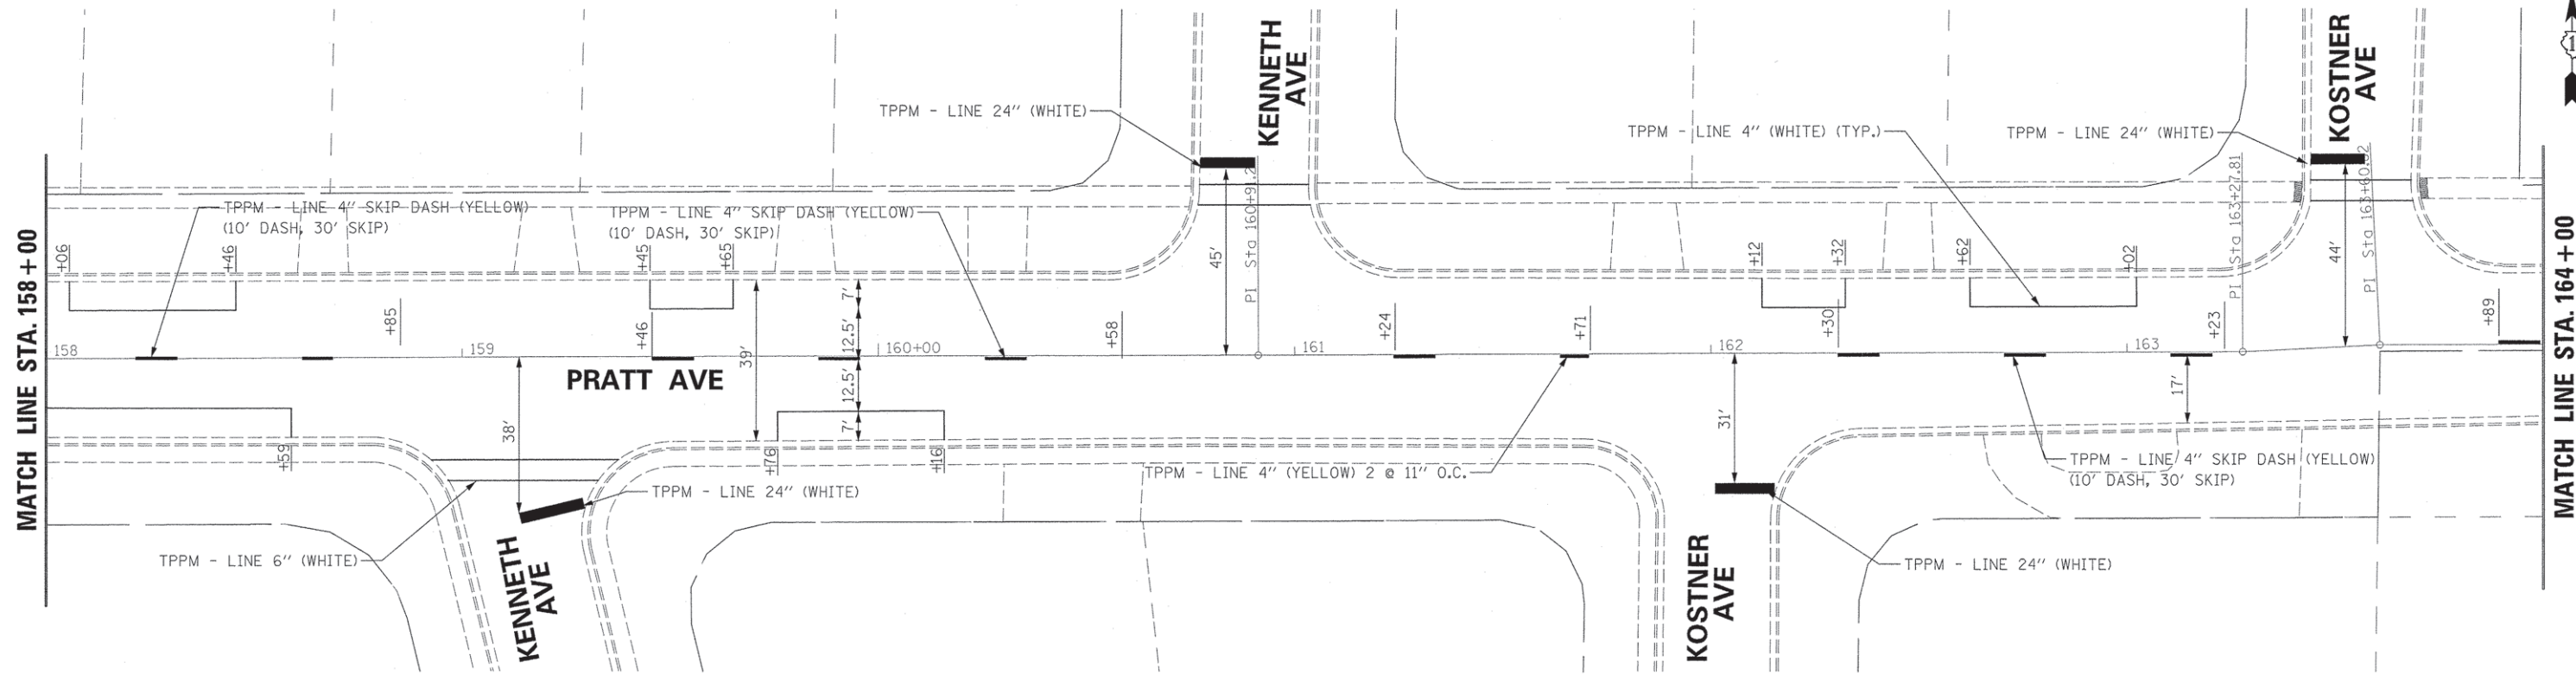 KENNETH
AVE
KOSTNER
AVE
TPPM - LINE 24" (WHITE)
TPPM - LINE 4" (WHITE) (TYP.)
TPPM - LINE 24" (WHITE)
TPPM - LINE 4" SKIP DASH (YELLOW)
(10' DASH, 30' SKIP)
TPPM - LINE 4" SKIP DASH (YELLOW)
(10' DASH, 30' SKIP)
MATCH LINE STA. 158+00
+06
+46
+45
+65
+12
+32
+62
+02
45'
PI Sta 160+91.2
PI Sta 163+27.81
44'
+85
+46
7'
12.5'
39'
+58
+24
+71
+30
+23
+89
158
159
160+00
161
162
163
PRATT AVE
12.5'
7'
38'
31'
17'
+59
+76
+16
TPPM - LINE 4" (YELLOW) 2 @ 11" O.C.
TPPM - LINE 4" SKIP DASH (YELLOW)
(10' DASH, 30' SKIP)
TPPM - LINE 24" (WHITE)
TPPM - LINE 6" (WHITE)
TPPM - LINE 24" (WHITE)
KENNETH
AVE
KOSTNER
AVE
MATCH LINE STA. 164+00